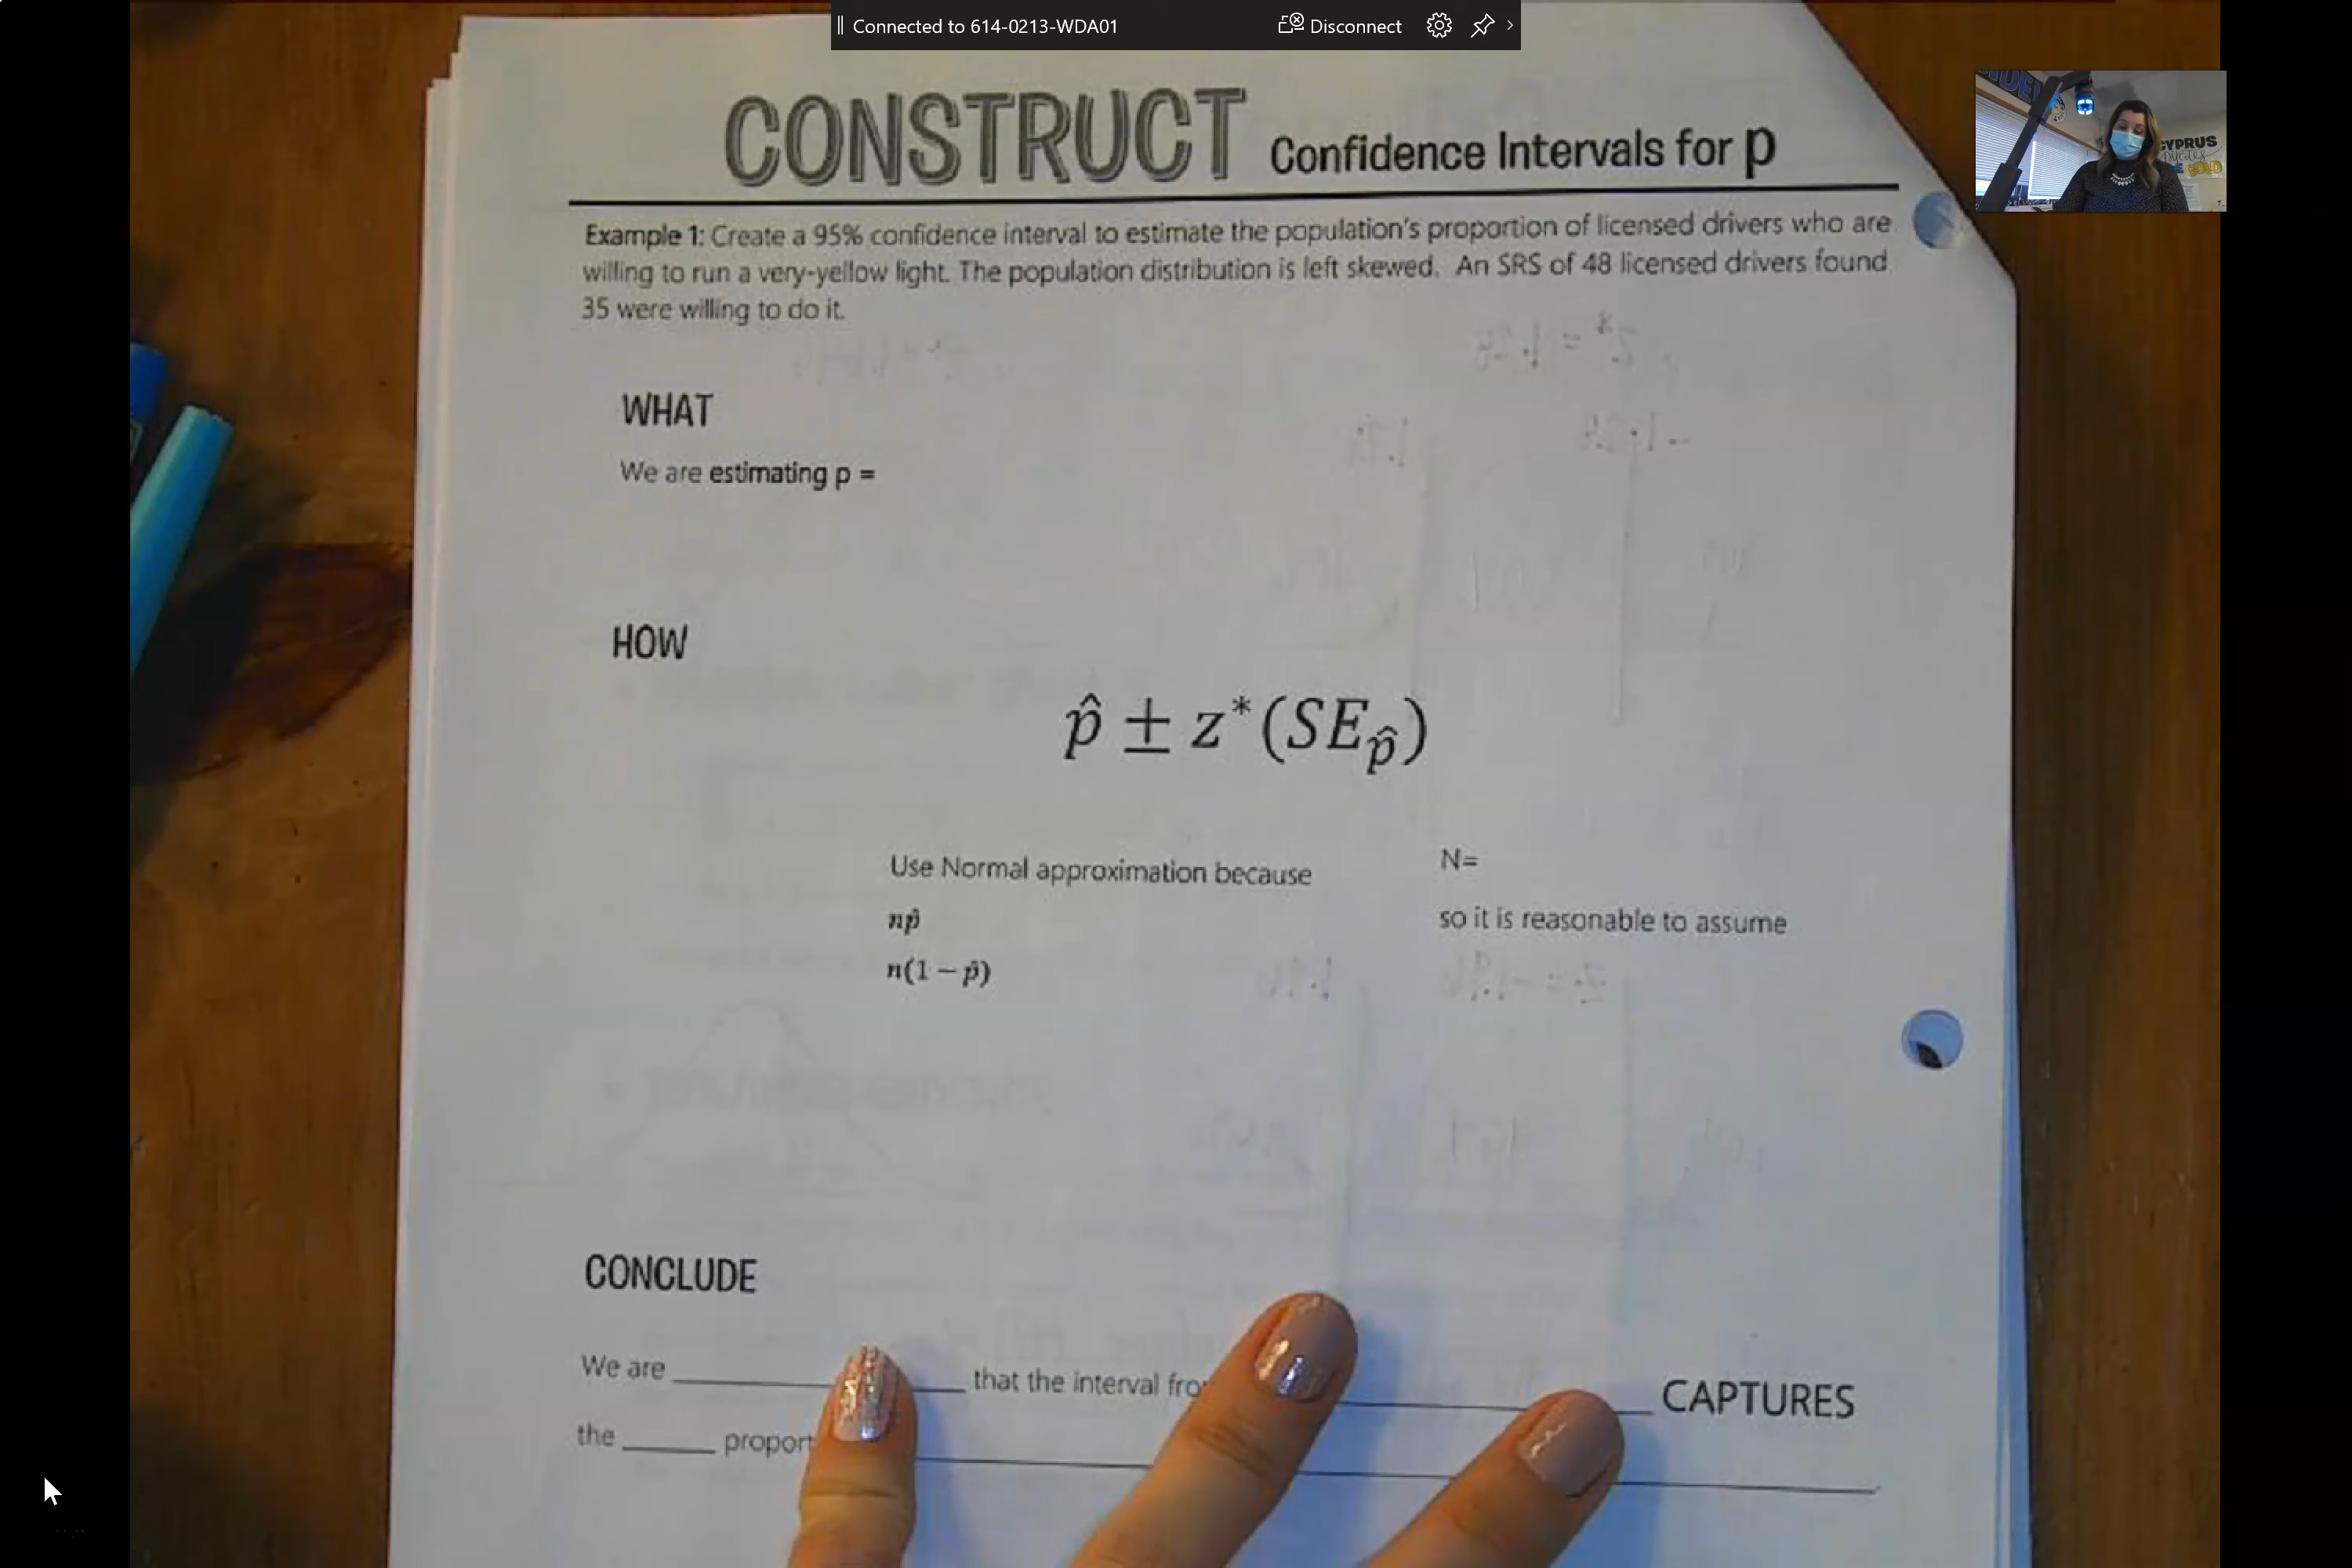 Connected to 614-0213-WDA01 Disconnect
CYPRUS
CONSTRUCT Confidence Intervals for p
Example 1: Create a 95% confidence interval to estimate the population's proportion of licensed drivers who are
willing to run a very-yellow light. The population distribution is left skewed. An SRS of 48 licensed drivers found
35 were willing to do it.
WHAT
We are estimating p =
HOW
p̂ ± z*(SE_p̂)
Use Normal approximation because
np̂
n(1 − p̂)
N=
so it is reasonable to assume
CONCLUDE
We are ______ that the interval ______ CAPTURES
the ______